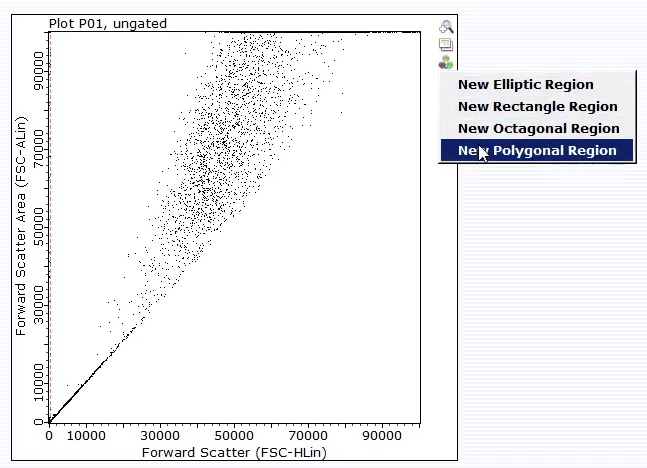 Plot P01, ungated
New Elliptic Region
New Rectangle Region
New Octagonal Region
New Polygonal Region
Forward Scatter Area (FSC-ALin)
90000
70000
50000
30000
10000
0
0 10000 30000 50000 70000 90000
Forward Scatter (FSC-HLin)